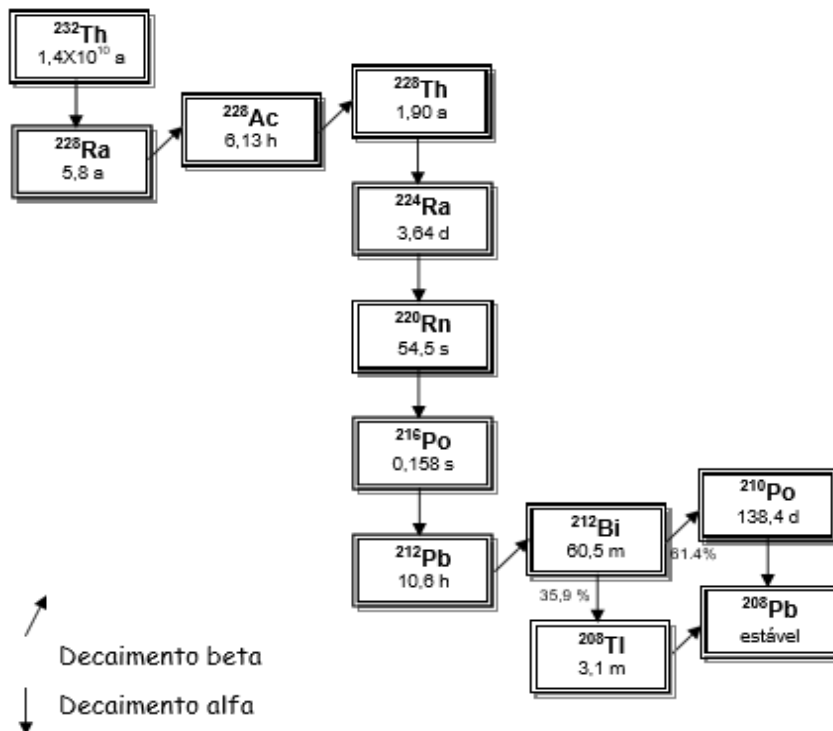 ²³²Th
1,4X10¹⁰ a
²²⁸Ra
5,8 a
²²⁸Ac
6,13 h
²²⁸Th
1,90 a
²²⁴Ra
3,64 d
²²⁰Rn
54,5 s
²¹⁶Po
0,158 s
²¹²Pb
10,6 h
²¹²Bi
60,5 m
61.4%
²¹⁰Po
138,4 d
35,9 %
²⁰⁸Tl
3,1 m
²⁰⁸Pb
estável
Decaimento beta
Decaimento alfa